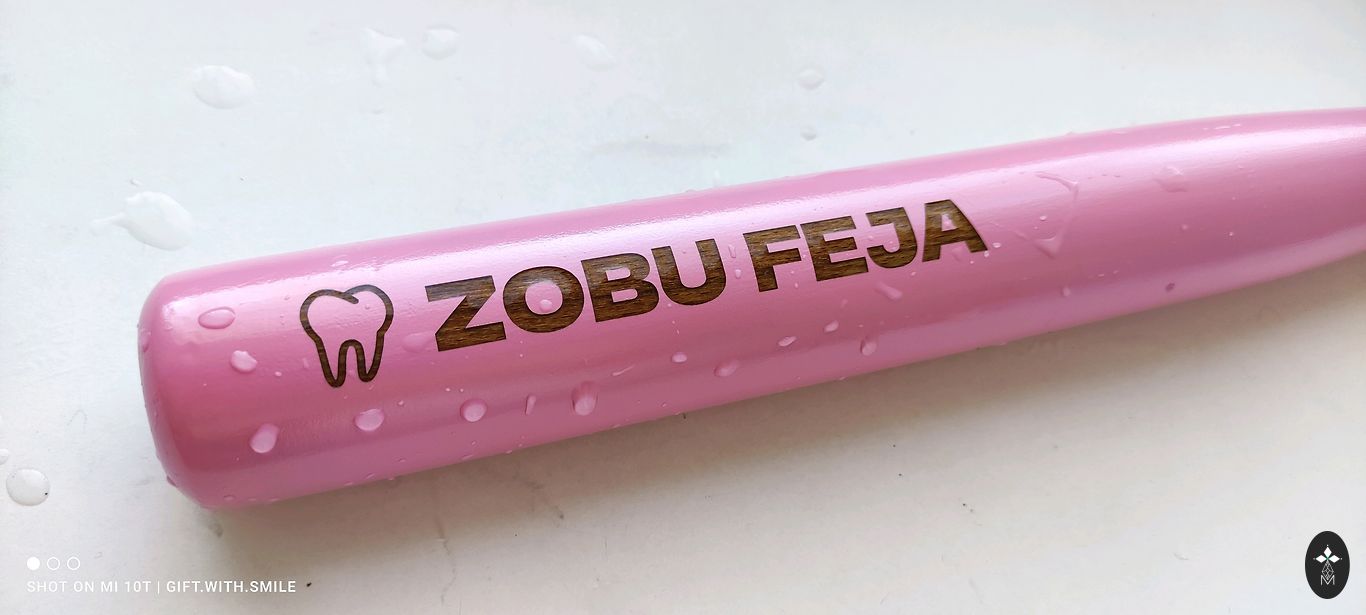 ZOBU FEJA
SHOT ON MI 10T | GIFT.WITH.SMILE
M